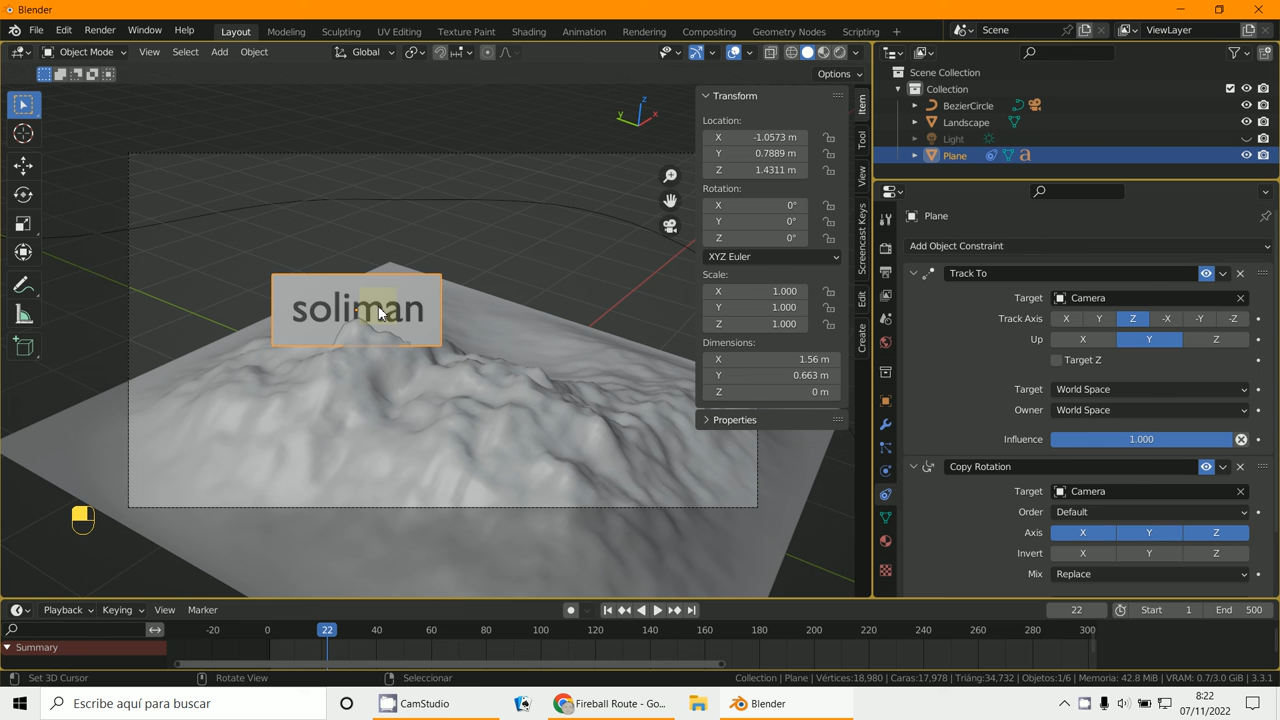 Blender
File Edit Render Window Help
Layout Modeling Sculpting UV Editing Texture Paint Shading Animation Rendering Compositing Geometry Nodes Scripting +
Scene
ViewLayer
Object Mode View Select Add Object
Global
Options
Transform
Location:
X -1.0573 m
Y 0.7889 m
Z 1.4311 m
Rotation:
X 0°
Y 0°
Z 0°
XYZ Euler
Scale:
X 1.000
Y 1.000
Z 1.000
Dimensions:
X 1.56 m
Y 0.663 m
Z 0 m
Properties
Item
Tool
View
Screencast Keys
Edit
Create
z
y
x
soliman
Scene Collection
Collection
BezierCircle
Landscape
Light
Plane
Plane
Add Object Constraint
Track To
Target Camera
Track Axis X Y Z -X -Y -Z
Up X Y Z
Target Z
Target World Space
Owner World Space
Influence 1.000
Copy Rotation
Target Camera
Order Default
Axis X Y Z
Invert X Y Z
Mix Replace
Playback Keying View Marker
22 Start 1 End 500
-20 0 22 40 60 80 100 120 140 160 180 200 220 240 260 280 300
Summary
Set 3D Cursor Rotate View Seleccionar
Collection | Plane | Vértices:18,980 | Caras:17,978 | Triáng:34,732 | Objetos:1/6 | Memoria: 42.8 MiB | VRAM: 0.7/3.0 GiB | 3.3.1
Escribe aquí para buscar
CamStudio
Fireball Route - Go...
Blender
8:22
07/11/2022